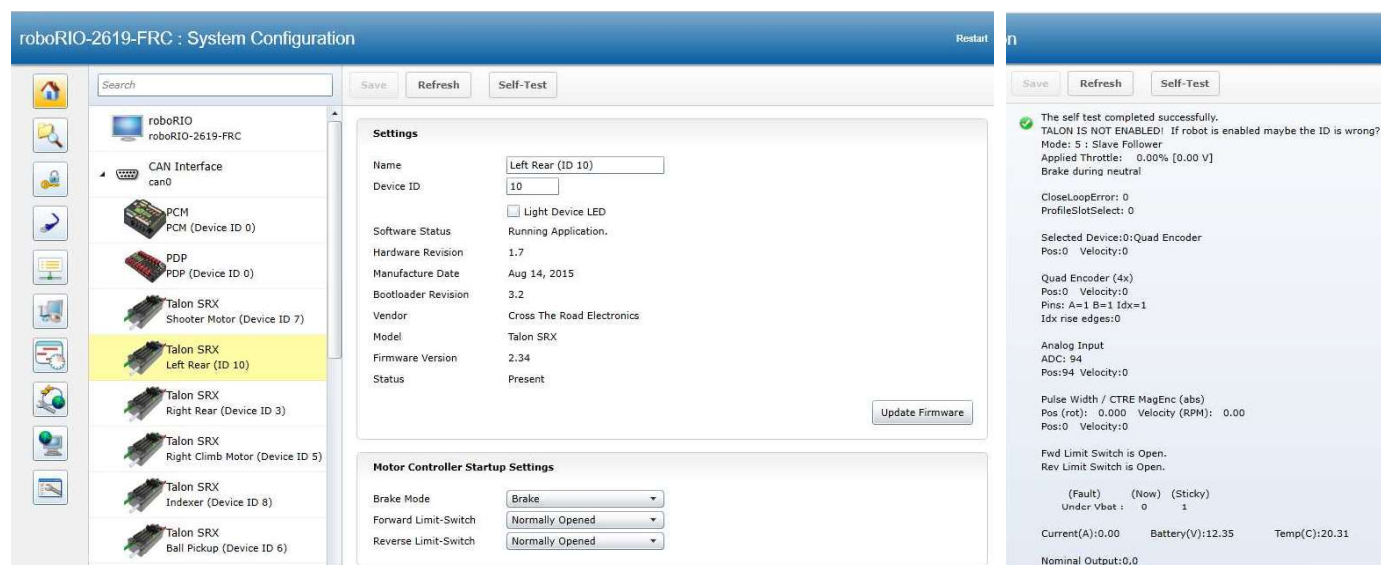 roboRIO-2619-FRC : System Configuration
Restart
Search
roboRIO
roboRIO-2619-FRC
CAN Interface
can0
PCM
PCM (Device ID 0)
PDP
PDP (Device ID 0)
Talon SRX
Shooter Motor (Device ID 7)
Talon SRX
Left Rear (ID 10)
Talon SRX
Right Rear (Device ID 3)
Talon SRX
Right Climb Motor (Device ID 5)
Talon SRX
Indexer (Device ID 8)
Talon SRX
Ball Pickup (Device ID 6)
Save Refresh Self-Test
Settings
Name Left Rear (ID 10)
Device ID 10
Light Device LED
Software Status Running Application.
Hardware Revision 1.7
Manufacture Date Aug 14, 2015
Bootloader Revision 3.2
Vendor Cross The Road Electronics
Model Talon SRX
Firmware Version 2.34
Status Present
Update Firmware
Motor Controller Startup Settings
Brake Mode Brake
Forward Limit-Switch Normally Opened
Reverse Limit-Switch Normally Opened
on
Save Refresh Self-Test
The self test completed successfully.
TALON IS NOT ENABLED! If robot is enabled maybe the ID is wrong?
Mode: 5 : Slave Follower
Applied Throttle: 0.00% [0.00 V]
Brake during neutral
CloseLoopError: 0
ProfileSlotSelect: 0
Selected Device:0:Quad Encoder
Pos:0 Velocity:0
Quad Encoder (4x)
Pos:0 Velocity:0
Pins: A=1 B=1 Idx=1
Idx rise edges:0
Analog Input
ADC: 94
Pos:94 Velocity:0
Pulse Width / CTRE MagEnc (abs)
Pos (rot): 0.000 Velocity (RPM): 0.00
Pos:0 Velocity:0
Fwd Limit Switch is Open.
Rev Limit Switch is Open.
(Fault) (Now) (Sticky)
Under Vbat : 0 1
Current(A):0.00 Battery(V):12.35 Temp(C):20.31
Nominal Output:0,0